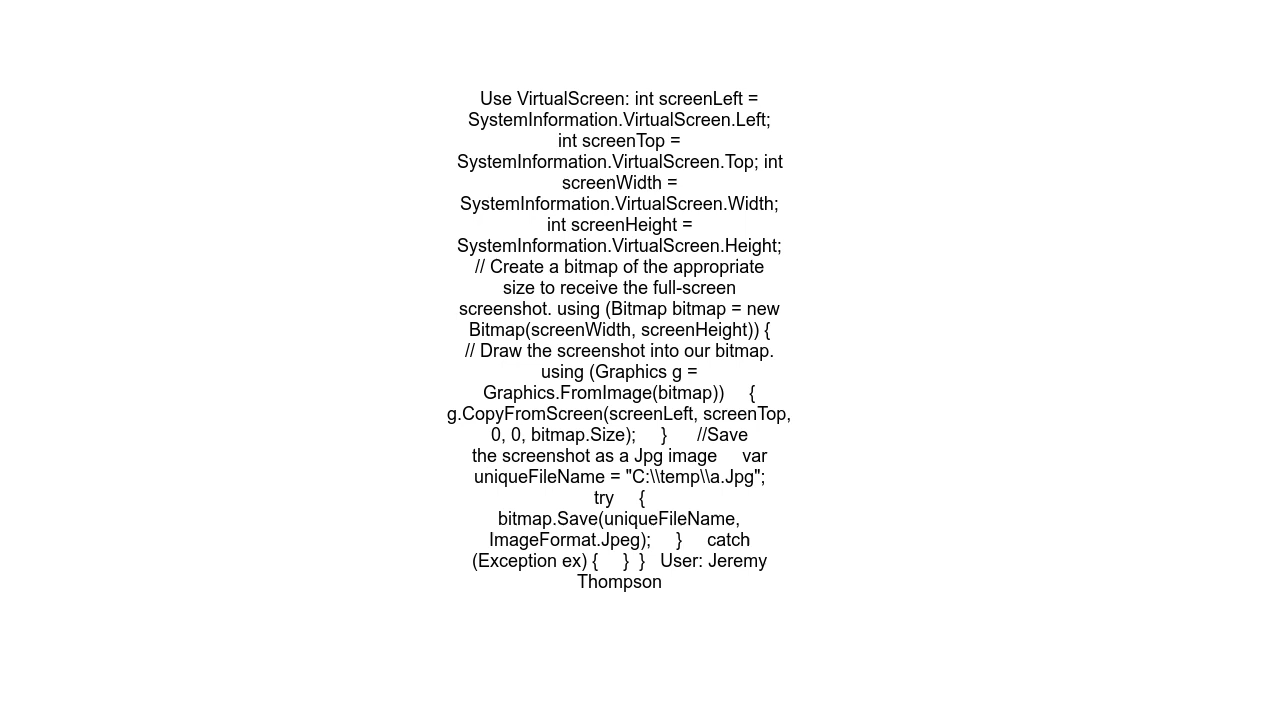 Use VirtualScreen: int screenLeft =
SystemInformation.VirtualScreen.Left;
int screenTop =
SystemInformation.VirtualScreen.Top; int
screenWidth =
SystemInformation.VirtualScreen.Width;
int screenHeight =
SystemInformation.VirtualScreen.Height;
// Create a bitmap of the appropriate
size to receive the full-screen
screenshot. using (Bitmap bitmap = new
Bitmap(screenWidth, screenHeight)) {
// Draw the screenshot into our bitmap.
using (Graphics g =
Graphics.FromImage(bitmap))     {
g.CopyFromScreen(screenLeft, screenTop,
0, 0, bitmap.Size);     }      //Save
the screenshot as a Jpg image     var
uniqueFileName = "C:\\temp\\a.Jpg";
try     {
bitmap.Save(uniqueFileName,
ImageFormat.Jpeg);     }     catch
(Exception ex) {     }  }   User: Jeremy
Thompson